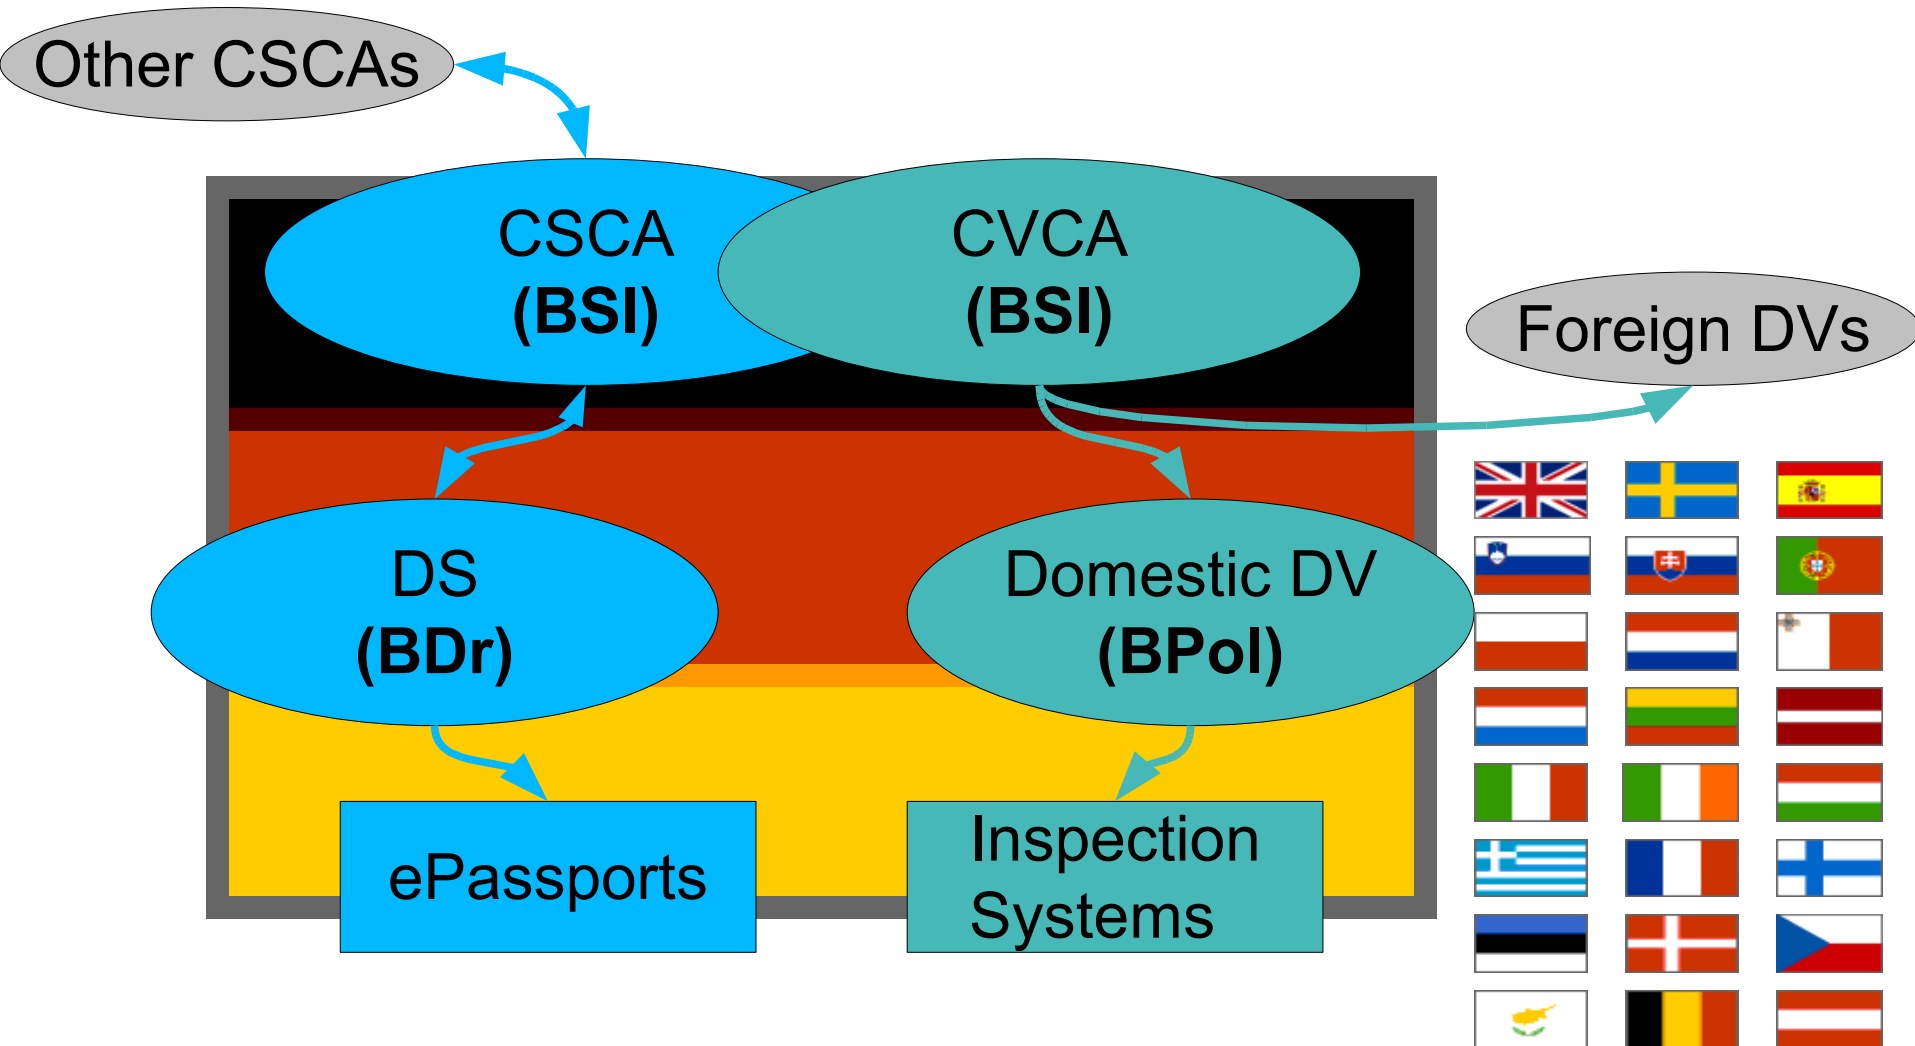 Other CSCAs
CSCA
(BSI)
CVCA
(BSI)
Foreign DVs
DS
(BDr)
Domestic DV
(BPol)
ePassports
Inspection
Systems